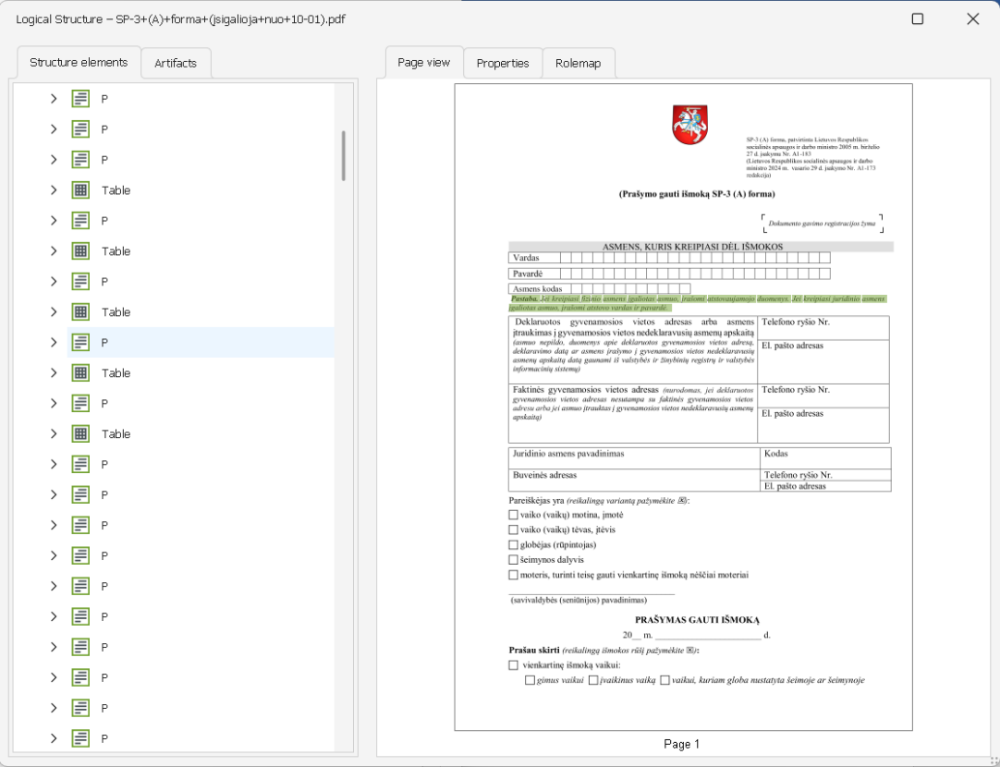 Logical Structure – SP-3+(A)+forma+(įsigalioja+nuo+10-01).pdf
Structure elements
Artifacts
P
P
P
Table
P
Table
P
Table
P
Table
P
Table
P
P
P
P
P
P
P
P
P
P
Page view
Properties
Rolemap
SP-3 (A) forma, patvirtinta Lietuvos Respublikos
socialinės apsaugos ir darbo ministro 2005 m. birželio
27 d. įsakymu Nr. A1-183
(Lietuvos Respublikos socialinės apsaugos ir darbo
ministro 2024 m. vasario 29 d. įsakymo Nr. A1-173
redakcija)
(Prašymo gauti išmoką SP-3 (A) forma)
Dokumento gavimo registracijos žyma
ASMENS, KURIS KREIPIASI DĖL IŠMOKOS
Vardas
Pavardė
Asmens kodas
Pastaba. Jei kreipiasi fizinio asmens įgaliotas asmuo, įrašomi atstovaujamojo duomenys. Jei kreipiasi juridinio asmens
įgaliotas asmuo, įrašomi atstovo vardas ir pavardė.
Deklaruotos gyvenamosios vietos adresas arba asmens
įtraukimas į gyvenamosios vietos nedeklaravusių asmenų apskaitą
(asmuo nepildo, duomenys apie deklaruotos gyvenamosios vietos adresą,
deklaravimo datą ar asmens įrašymo į gyvenamosios vietos nedeklaravusių
asmenų apskaitą datą gaunami iš valstybės ir žinybinių registrų ir valstybės
informacinių sistemų)
Telefono ryšio Nr.
El. pašto adresas
Faktinės gyvenamosios vietos adresas (nurodomas, jei deklaruotos
gyvenamosios vietos adresas nesutampa su faktinės gyvenamosios vietos
adresu arba jei asmuo įtrauktas į gyvenamosios vietos nedeklaravusių asmenų
apskaitą)
Telefono ryšio Nr.
El. pašto adresas
Juridinio asmens pavadinimas
Kodas
Buveinės adresas
Telefono ryšio Nr.
El. pašto adresas
Pareiškėjas yra (reikalingą variantą pažymėkite ☒):
☐ vaiko (vaikų) motina, įmotė
☐ vaiko (vaikų) tėvas, įtėvis
☐ globėjas (rūpintojas)
☐ šeimynos dalyvis
☐ moteris, turinti teisę gauti vienkartinę išmoką nėščiai moteriai
(savivaldybės (seniūnijos) pavadinimas)
PRAŠYMAS GAUTI IŠMOKĄ
20__ m. ________________________ d.
Prašau skirti (reikalingą išmokos rūšį pažymėkite ☒):
☐ vienkartinę išmoką vaikui:
☐ gimus vaikui ☐ įvaikinus vaiką ☐ vaikui, kuriam globa nustatyta šeimoje ar šeimynoje
Page 1